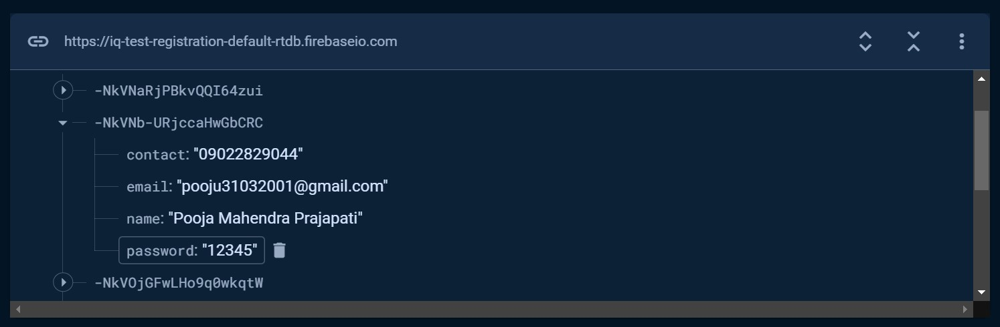 https://iq-test-registration-default-rtdb.firebaseio.com
-NkVNaRjPBkvQQI64zui
-NkVNb-URjccaHwGbCRC
contact: "09022829044"
email: "pooju31032001@gmail.com"
name: "Pooja Mahendra Prajapati"
password: "12345"
-NkVOjGFwLHo9q0wkqtW